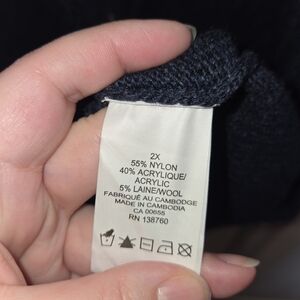 2X
55% NYLON
40% ACRYLIQUE/
ACRYLIC
5% LAINE/WOOL
FABRIQUÉ AU CAMBODGE
MADE IN CAMBODIA
CA 00655
RN 138760